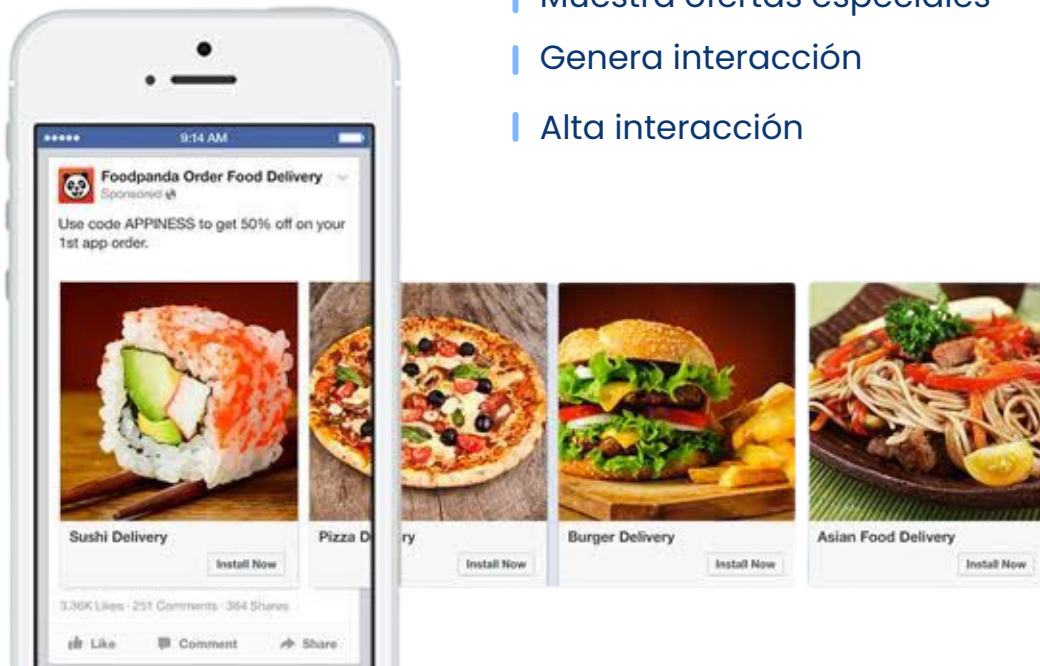 Muestra ofertas especiales
Genera interacción
Alta interacción
9:14 AM
Foodpanda Order Food Delivery
Sponsored
Use code APPINESS to get 50% off on your
1st app order.
Sushi Delivery
Install Now
Pizza D ry
Install Now
Burger Delivery
Install Now
Asian Food Delivery
Install Now
3.36K Likes · 251 Comments · 364 Shares
Like Comment Share